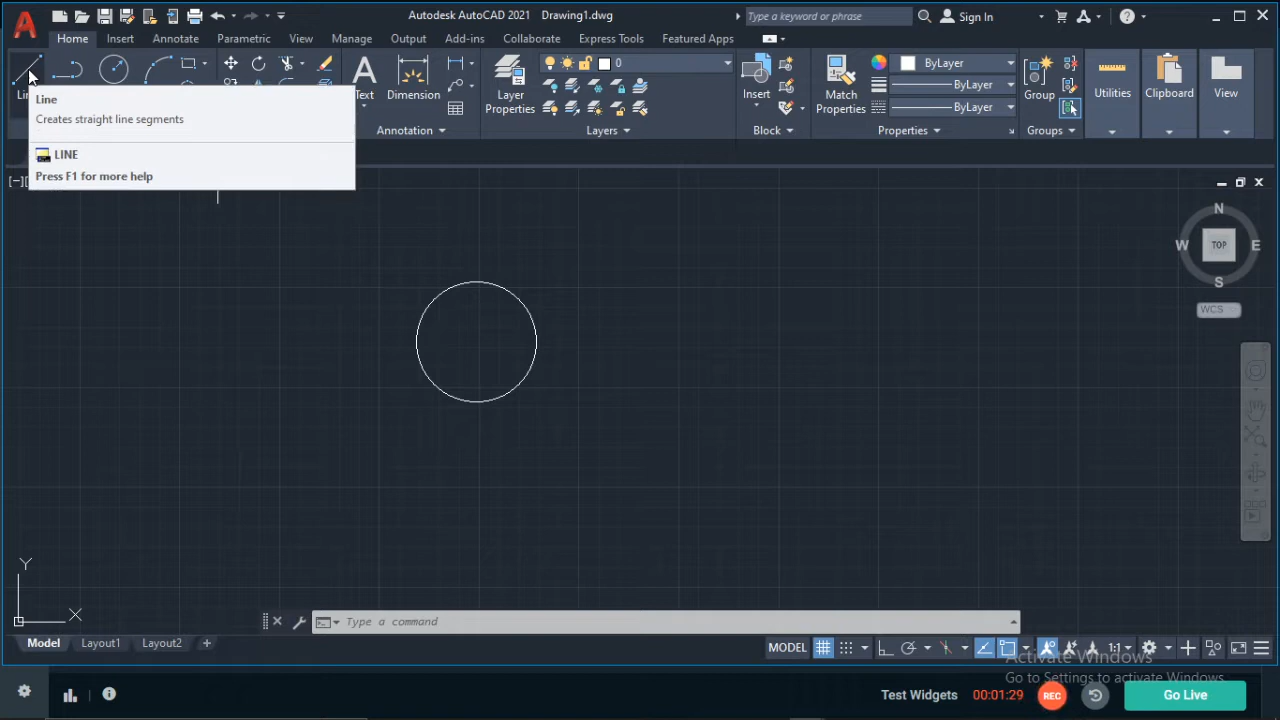 Autodesk AutoCAD 2021 Drawing1.dwg
Type a keyword or phrase
Sign In
Home Insert Annotate Parametric View Manage Output Add-ins Collaborate Express Tools Featured Apps
Text
Dimension
Layer
Properties
0
Insert
Match
Properties
ByLayer
ByLayer
ByLayer
Group
Utilities
Clipboard
View
Annotation
Layers
Block
Properties
Groups
Line
Creates straight line segments
LINE
Press F1 for more help
N
W TOP E
S
WCS
Y
X
Type a command
Model Layout1 Layout2 +
MODEL
1:1
Activate Windows
Go to Settings to activate Windows.
Test Widgets 00:01:29 REC Go Live